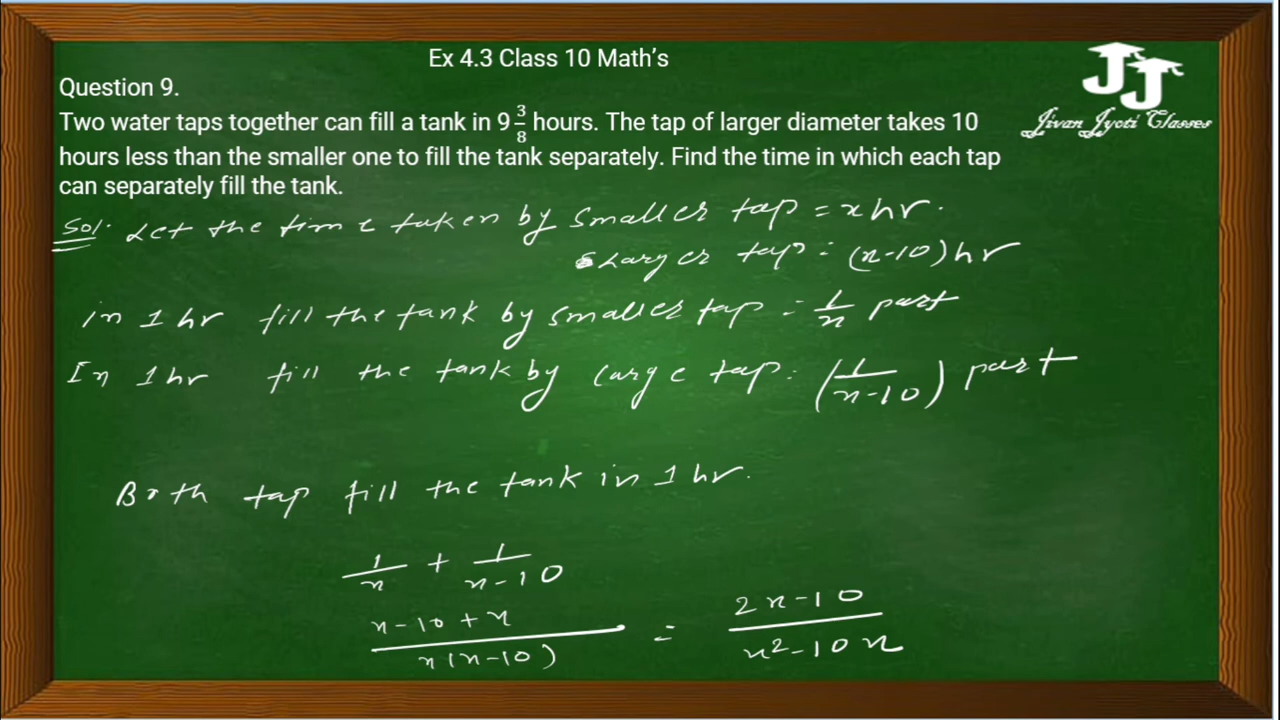 Ex 4.3 Class 10 Math's
JJ
Jivan Jyoti Classes
Question 9.
Two water taps together can fill a tank in 9 3/8 hours. The tap of larger diameter takes 10
hours less than the smaller one to fill the tank separately. Find the time in which each tap
can separately fill the tank.
Sol. Let the time taken by smaller tap = x hr.
Larger tap = (x-10) hr
in 1 hr fill the tank by smaller tap = 1/x part
In 1 hr fill the tank by large tap = (1/(x-10)) part
Both tap fill the tank in 1 hr.
1/x + 1/(x-10)
(x-10+x)/(x(x-10)) = (2x-10)/(x²-10x)